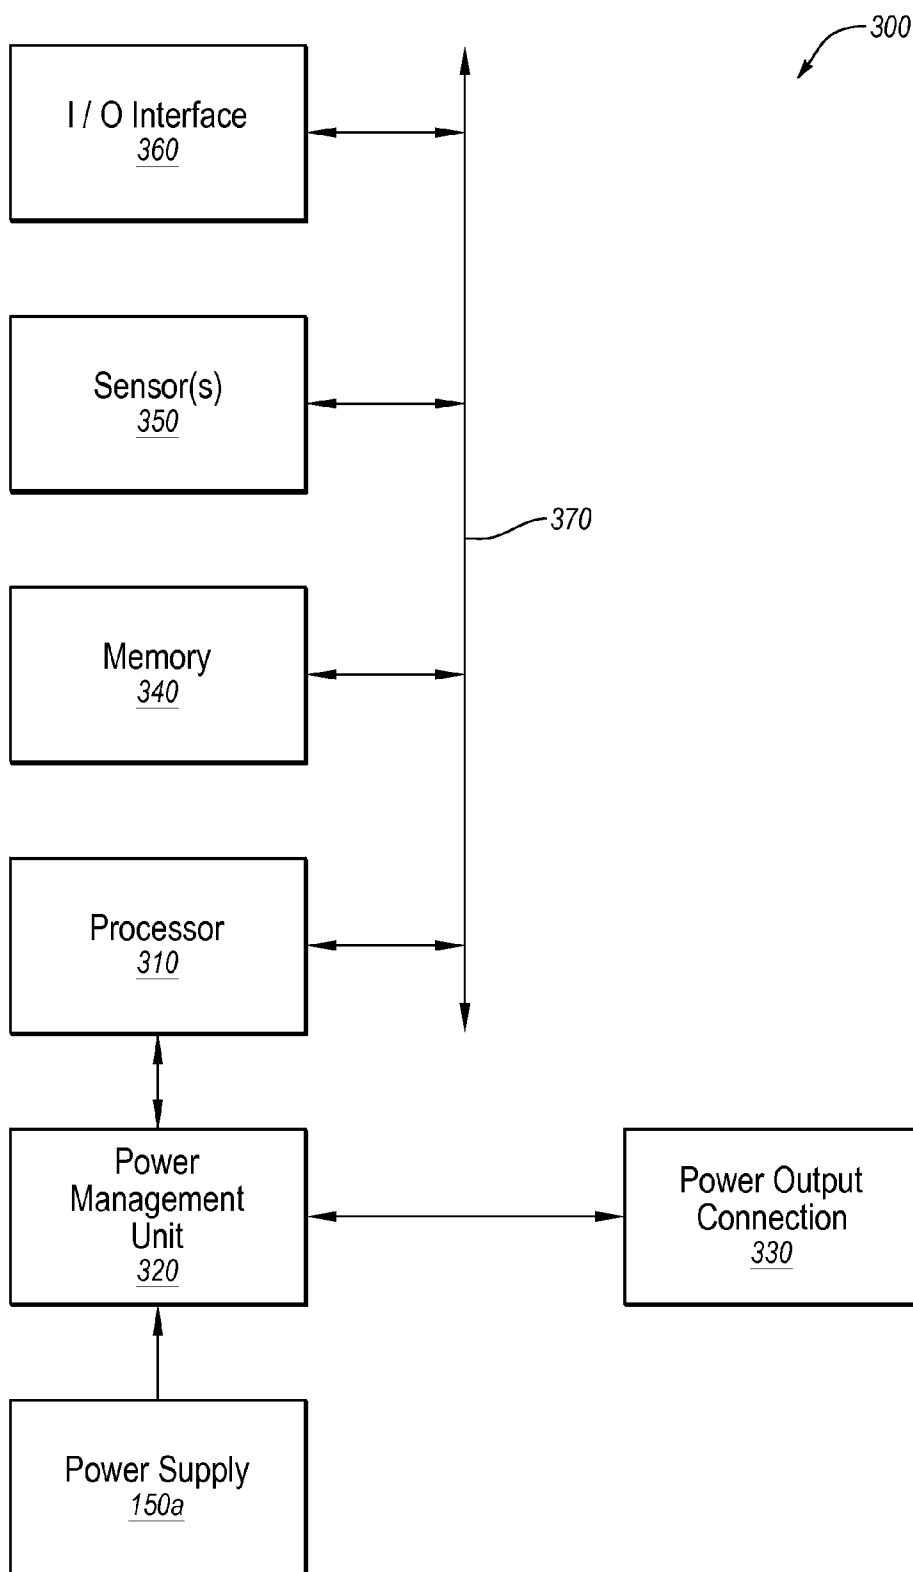 300
I / O Interface
360
Sensor(s)
350
370
Memory
340
Processor
310
Power
Management
Unit
320
Power Output
Connection
330
Power Supply
150a